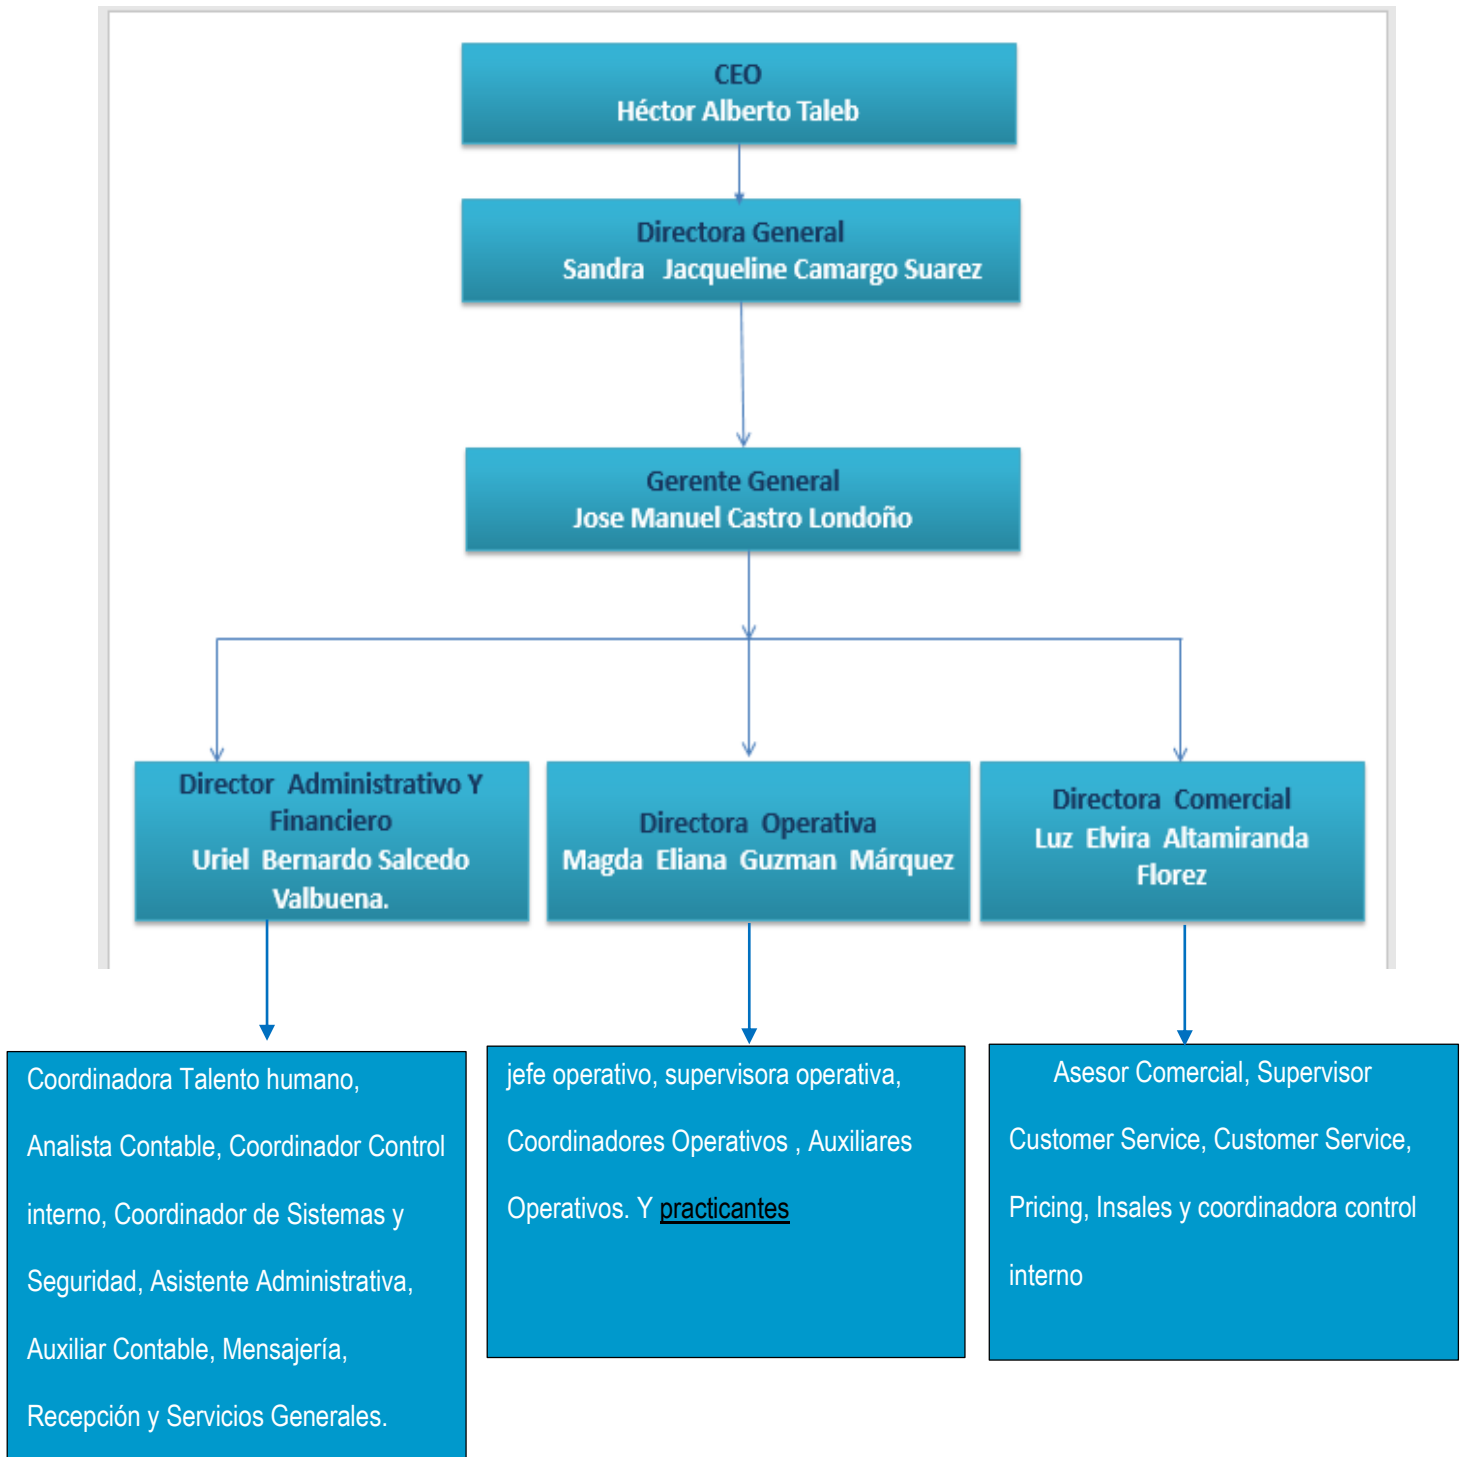 CEO
Héctor Alberto Taleb
Directora General
Sandra Jacqueline Camargo Suarez
Gerente General
Jose Manuel Castro Londoño
Director Administrativo Y
Financiero
Uriel Bernardo Salcedo
Valbuena.
Directora Operativa
Magda Eliana Guzman Márquez
Directora Comercial
Luz Elvira Altamiranda
Florez
Coordinadora Talento humano,
Analista Contable, Coordinador Control
interno, Coordinador de Sistemas y
Seguridad, Asistente Administrativa,
Auxiliar Contable, Mensajería,
Recepción y Servicios Generales.
jefe operativo, supervisora operativa,
Coordinadores Operativos , Auxiliares
Operativos. Y practicantes
Asesor Comercial, Supervisor
Customer Service, Customer Service,
Pricing, Insales y coordinadora control
interno